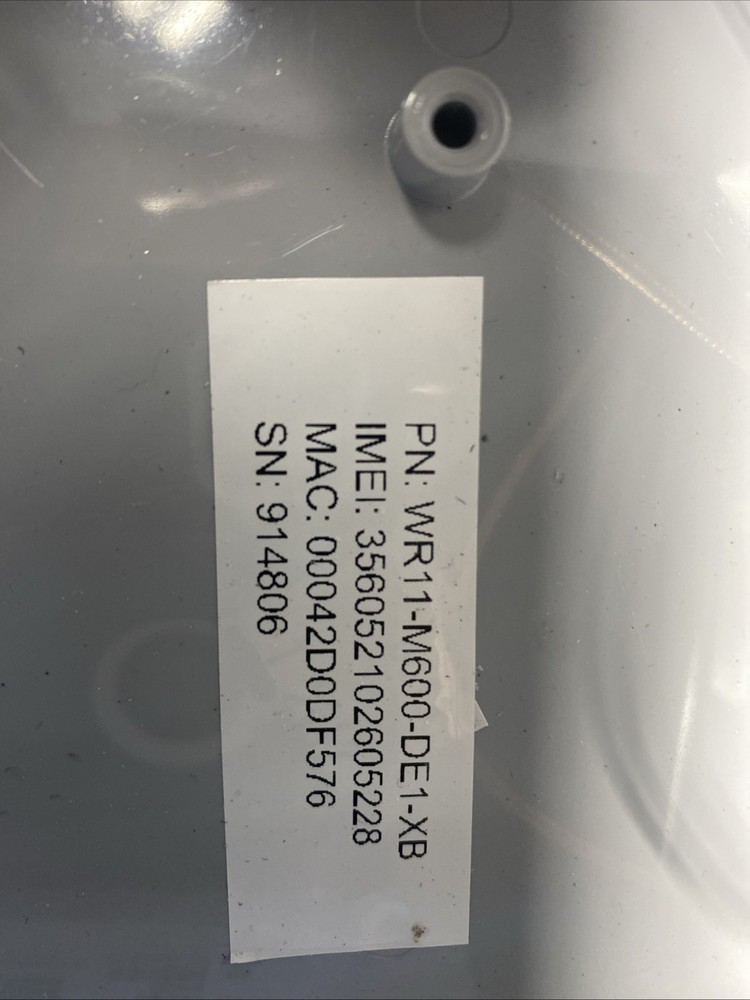 PN: WR11-M600-DE1-XB
IMEI: 356052102605228
MAC: 00042D0DF576
SN: 914806